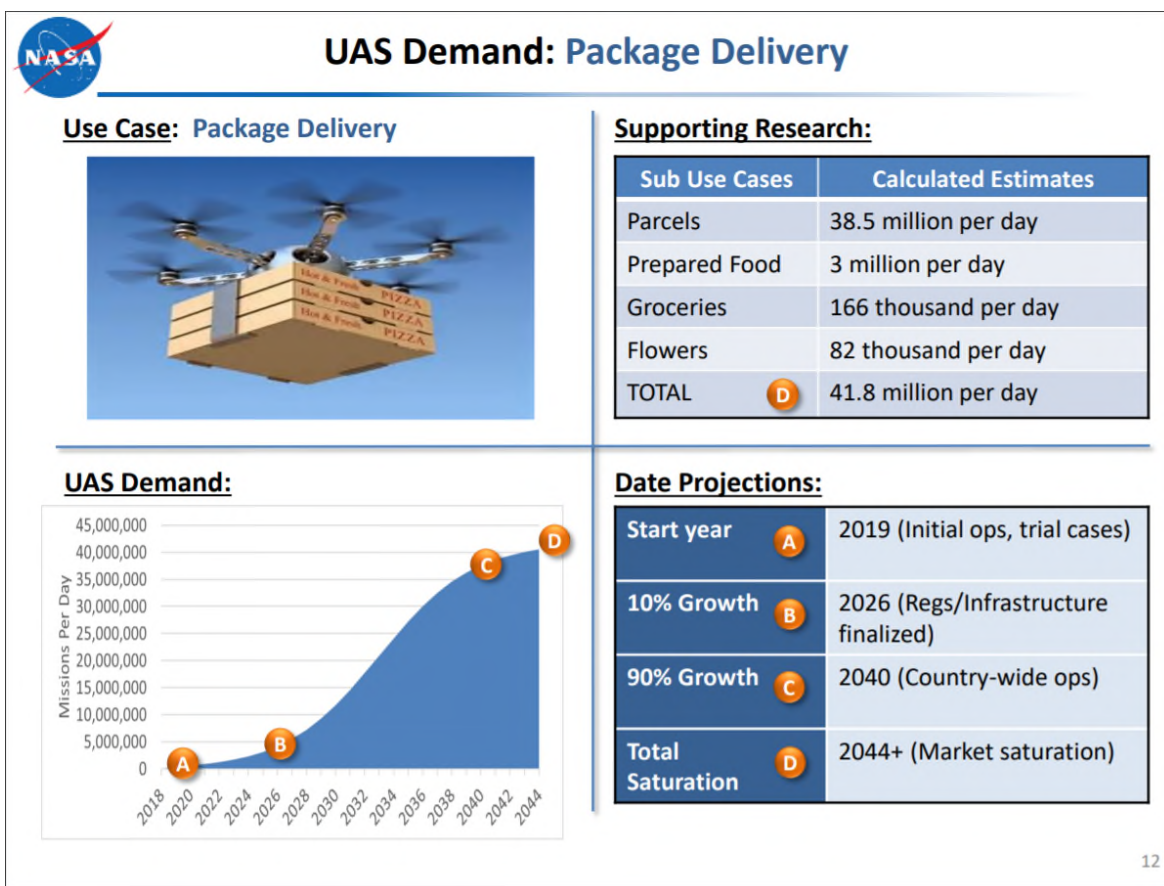 NASA
UAS Demand: Package Delivery
Use Case: Package Delivery
Hot & Fresh PIZZA
Hot & Fresh PIZZA
Hot & Fresh PIZZA
Supporting Research:
Sub Use Cases Calculated Estimates
Parcels 38.5 million per day
Prepared Food 3 million per day
Groceries 166 thousand per day
Flowers 82 thousand per day
TOTAL D 41.8 million per day
UAS Demand:
Missions Per Day
45,000,000
40,000,000
35,000,000
30,000,000
25,000,000
20,000,000
15,000,000
10,000,000
5,000,000
0
A
B
C
D
2018 2020 2022 2024 2026 2028 2030 2032 2034 2036 2038 2040 2042 2044
Date Projections:
Start year A 2019 (Initial ops, trial cases)
10% Growth B 2026 (Regs/Infrastructure
finalized)
90% Growth C 2040 (Country-wide ops)
Total
Saturation D 2044+ (Market saturation)
12